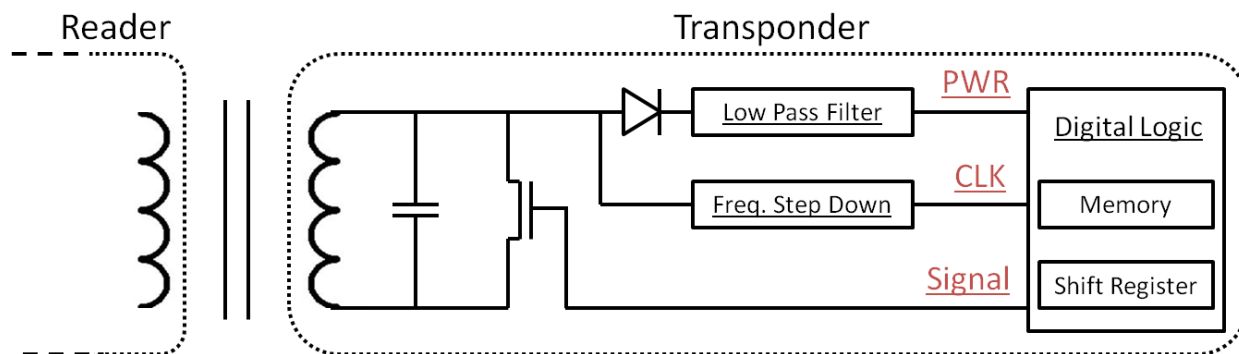 Reader
Transponder
PWR
Low Pass Filter
Digital Logic
CLK
Freq. Step Down
Memory
Signal
Shift Register